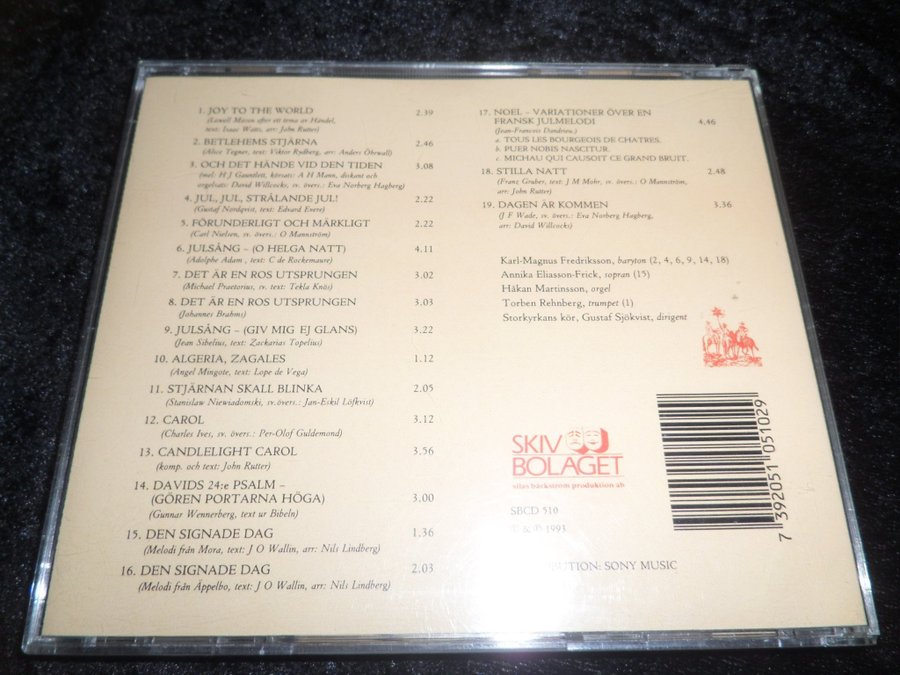 1. JOY TO THE WORLD 2.39
(Lowell Mason efter ett tema av Händel,
text: Isaac Watts, arr: John Rutter)
2. BETLEHEMS STJÄRNA 2.46
(Alice Tegner, text: Viktor Rydberg, arr: Anders Öhrwall)
3. OCH DET HÄNDE VID DEN TIDEN 3.08
(mel: H J Gauntlett, körsats: A H Mann, diskant och
orgelsats: David Willcocks, sv. övers.: Eva Norberg Hagberg)
4. JUL, JUL, STRÅLANDE JUL! 2.22
(Gustaf Nordqvist, text: Edvard Evers)
5. FÖRUNDERLIGT OCH MÄRKLIGT 2.22
(Carl Nielsen, sv. övers.: O Mannström)
6. JULSÅNG – (O HELGA NATT) 4.11
(Adolphe Adam, text: C de Rockemaure)
7. DET ÄR EN ROS UTSPRUNGEN 3.02
(Michael Praetorius, sv. övers.: Tekla Knös)
8. DET ÄR EN ROS UTSPRUNGEN 3.03
(Johannes Brahms)
9. JULSÅNG – (GIV MIG EJ GLANS) 3.22
(Jean Sibelius, text: Zackarias Topelius)
10. ALGERIA, ZAGALES 1.12
(Angel Mingote, text: Lope de Vega)
11. STJÄRNAN SKALL BLINKA 2.05
(Stanislaw Niewiadomski, sv.övers.: Jan-Eskil Löfkvist)
12. CAROL 3.12
(Charles Ives, sv. övers.: Per-Olof Guldemond)
13. CANDLELIGHT CAROL 3.56
(komp. och text: John Rutter)
14. DAVIDS 24:e PSALM –
(GÖREN PORTARNA HÖGA) 3.00
(Gunnar Wennerberg, text ur Bibeln)
15. DEN SIGNADE DAG 1.36
(Melodi från Mora, text: J O Wallin, arr: Nils Lindberg)
16. DEN SIGNADE DAG 2.03
(Melodi från Äppelbo, text: J O Wallin, arr: Nils Lindberg)
17. NOEL – VARIATIONER ÖVER EN
FRANSK JULMELODI 4.46
(Jean-Francois Dandrieu)
a. TOUS LES BOURGEOIS DE CHATRES.
b. PUER NOBIS NASCITUR.
c. MICHAU QUI CAUSOIT CE GRAND BRUIT.
18. STILLA NATT 2.48
(Franz Gruber, text: J M Mohr, sv. övers.: O Mannström,
arr: John Rutter)
19. DAGEN ÄR KOMMEN 3.36
(J F Wade, sv. övers.: Eva Norberg Hagberg,
arr: David Willcocks)
Karl-Magnus Fredriksson, baryton (2, 4, 6, 9, 14, 18)
Annika Eliasson-Frick, sopran (15)
Håkan Martinsson, orgel
Torben Rehnberg, trumpet (1)
Storkyrkans kör, Gustaf Sjökvist, dirigent
SKIV
BOLAGET
silas bäckström produktion ab
SBCD 510
& ℗ 1993
BUTION: SONY MUSIC
7 392051 051029